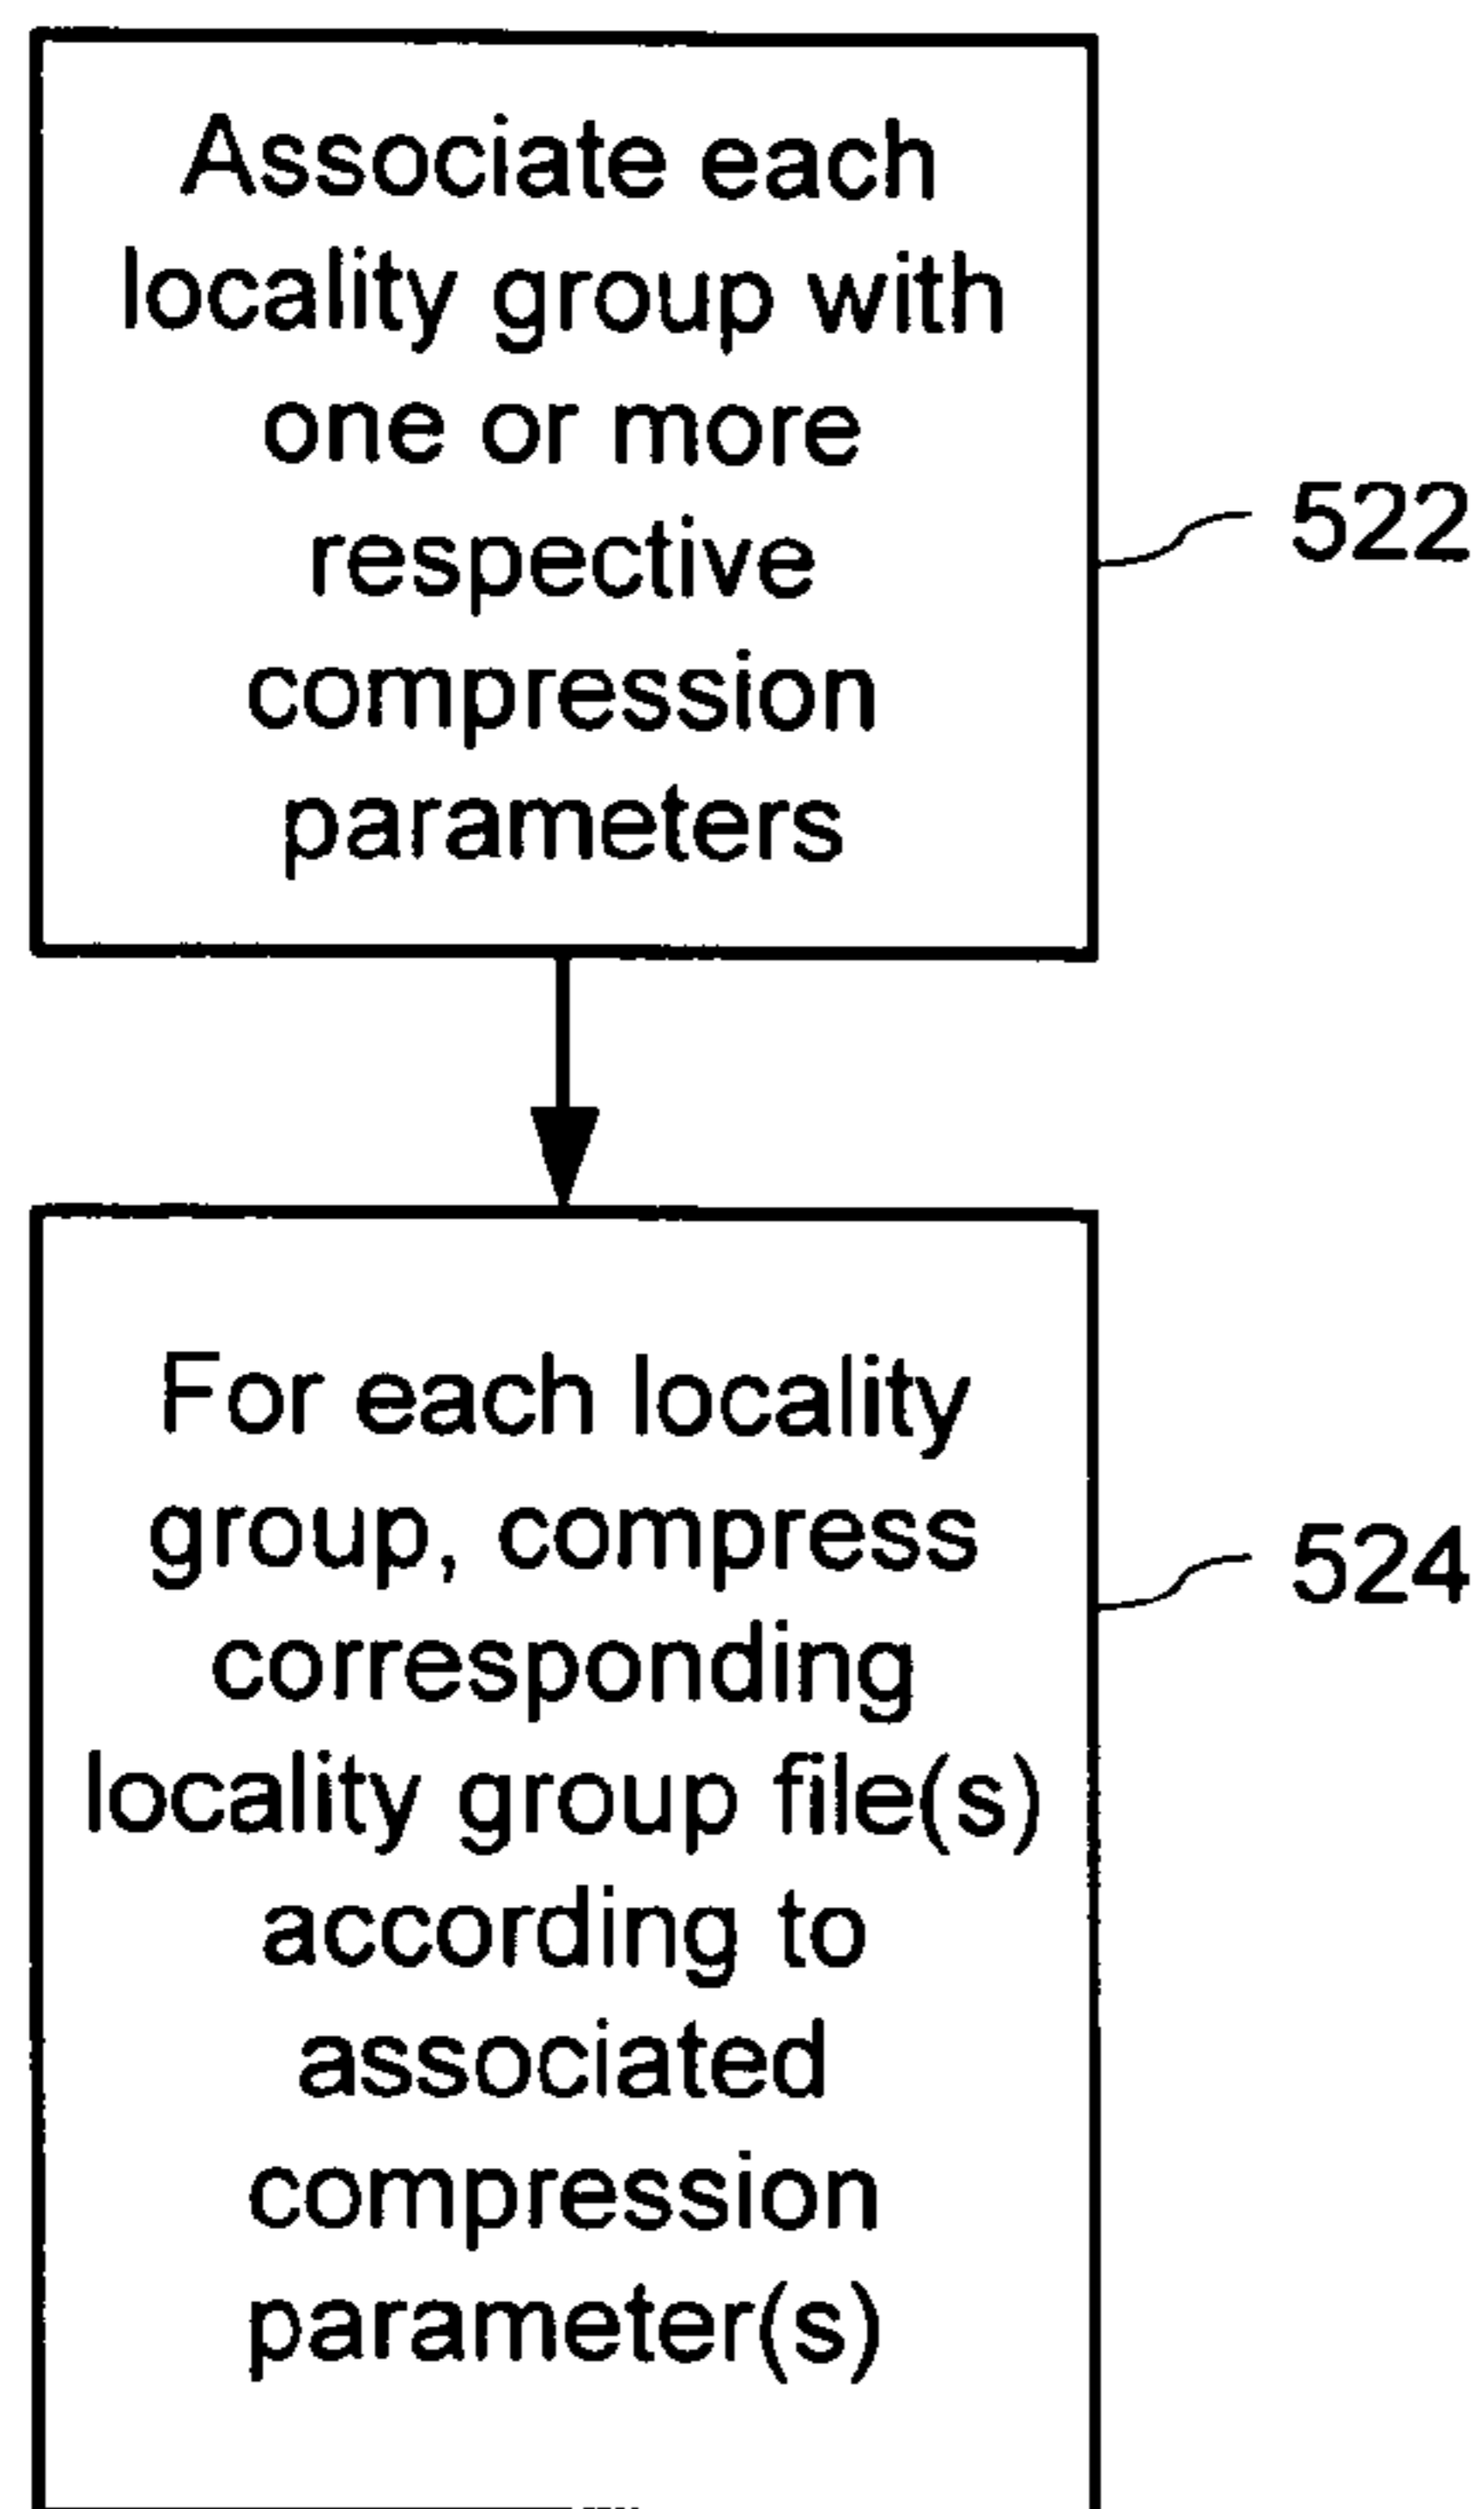 Associate each
locality group with
one or more
respective
compression
parameters
522
For each locality
group, compress
corresponding
locality group file(s)
according to
associated
compression
parameter(s)
524